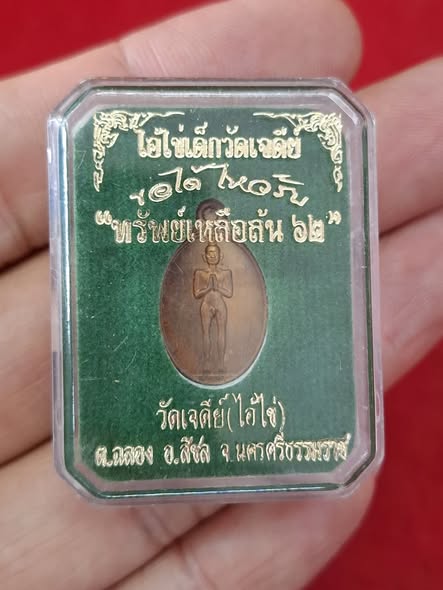 ไอ้ไข่เด็กวัดเจดีย์
ขอได้ไหว้รับ
"ทรัพย์เหลือล้น ๖๒"
วัดเจดีย์(ไอ้ไข่)
ต.ฉลอง อ.สิชล จ.นครศรีธรรมราช